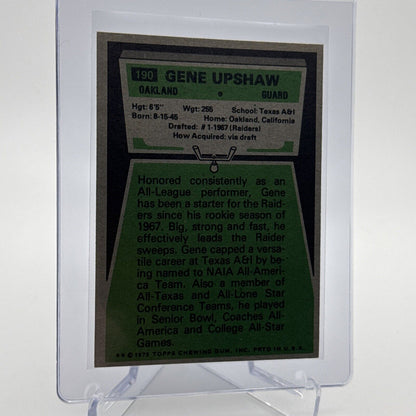 190 GENE UPSHAW
OAKLAND GUARD
Hgt: 6'5" Wgt: 255 School: Texas A&I
Born: 8-15-45 Home: Oakland, California
Drafted: #1-1967 (Raiders)
How Acquired: via draft
Honored consistently as an
All-League performer, Gene
has been a starter for the Raid-
ers since his rookie season of
1967. Big, strong and fast, he
effectively leads the Raider
sweeps. Gene capped a versa-
tile career at Texas A&I by be-
ing named to NAIA All-Ameri-
ca Team. Also a member of
All-Texas and All-Lone Star
Conference Teams, he played
in Senior Bowl, Coaches All-
America and College All-Star
Games.
© 1975 TOPPS CHEWING GUM, INC. PRTD IN U.S.A.